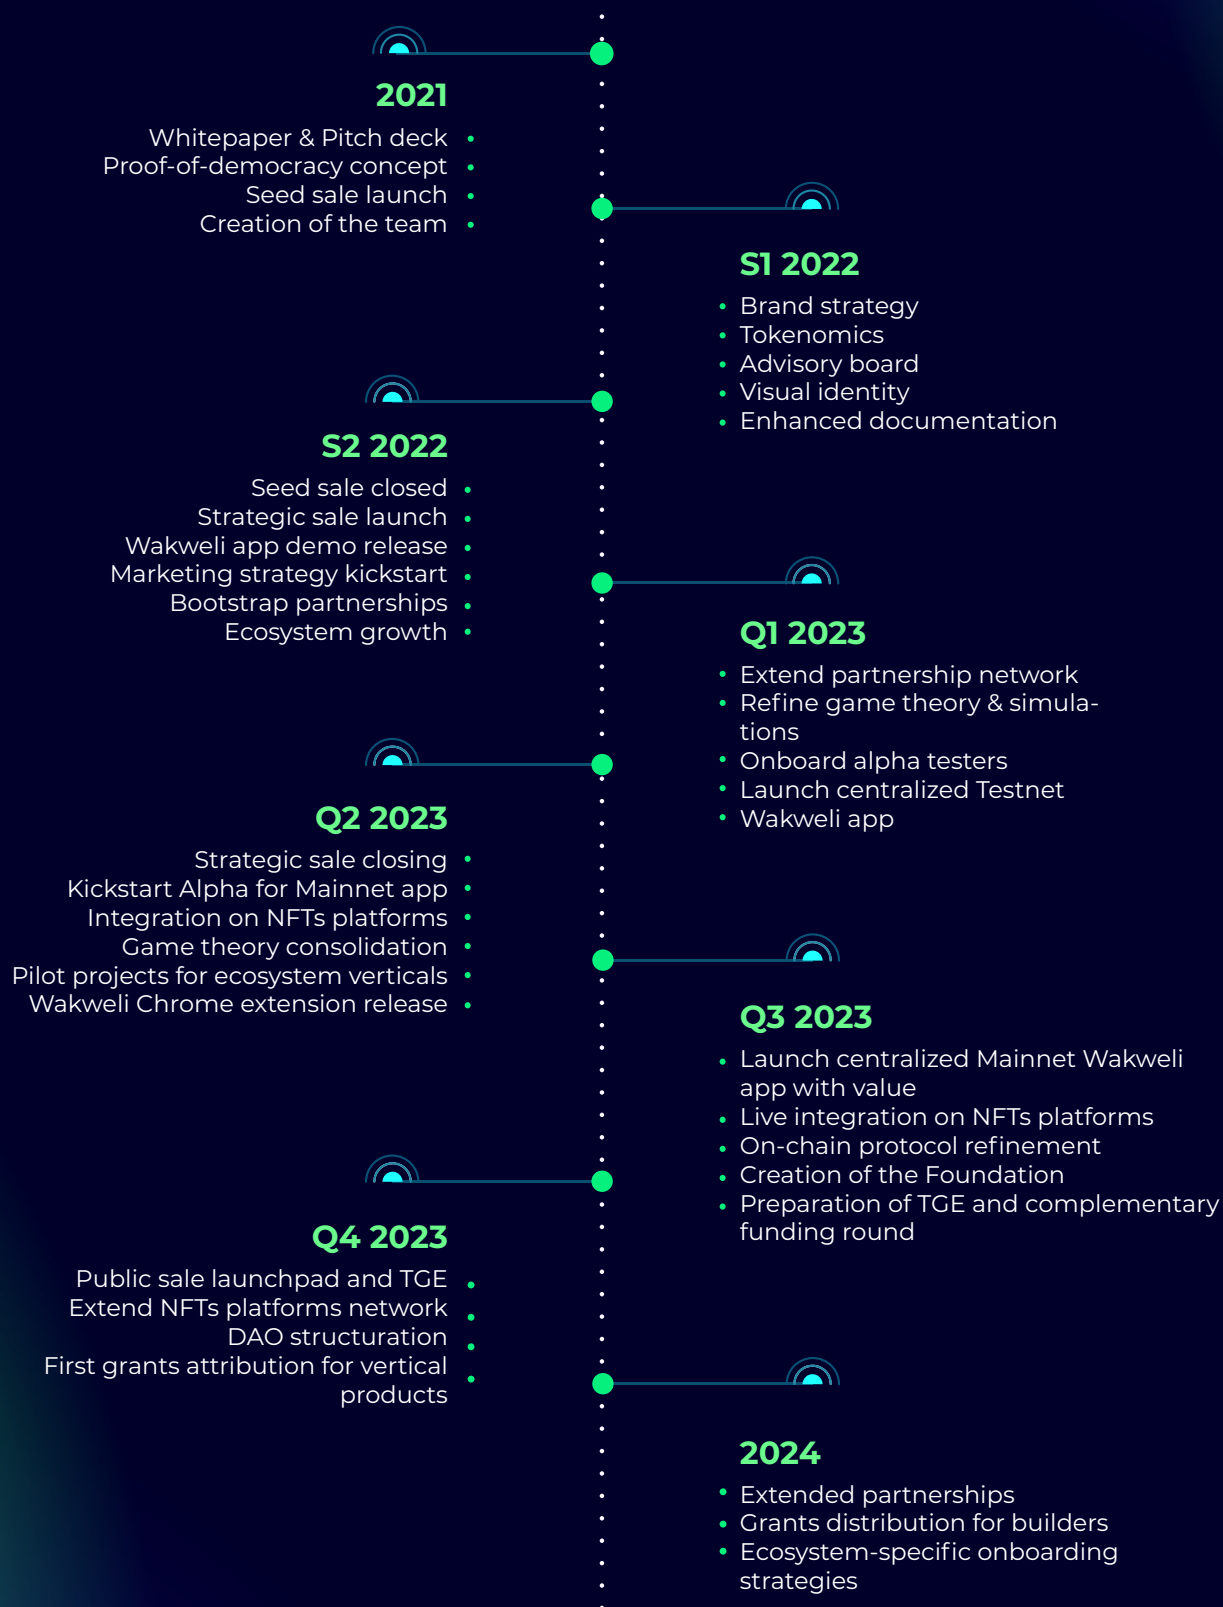 2021
Whitepaper & Pitch deck
Proof-of-democracy concept
Seed sale launch
Creation of the team
S1 2022
Brand strategy
Tokenomics
Advisory board
Visual identity
Enhanced documentation
S2 2022
Seed sale closed
Strategic sale launch
Wakweli app demo release
Marketing strategy kickstart
Bootstrap partnerships
Ecosystem growth
Q1 2023
Extend partnership network
Refine game theory & simula-
tions
Onboard alpha testers
Launch centralized Testnet
Wakweli app
Q2 2023
Strategic sale closing
Kickstart Alpha for Mainnet app
Integration on NFTs platforms
Game theory consolidation
Pilot projects for ecosystem verticals
Wakweli Chrome extension release
Q3 2023
Launch centralized Mainnet Wakweli
app with value
Live integration on NFTs platforms
On-chain protocol refinement
Creation of the Foundation
Preparation of TGE and complementary
funding round
Q4 2023
Public sale launchpad and TGE
Extend NFTs platforms network
DAO structuration
First grants attribution for vertical
products
2024
Extended partnerships
Grants distribution for builders
Ecosystem-specific onboarding
strategies